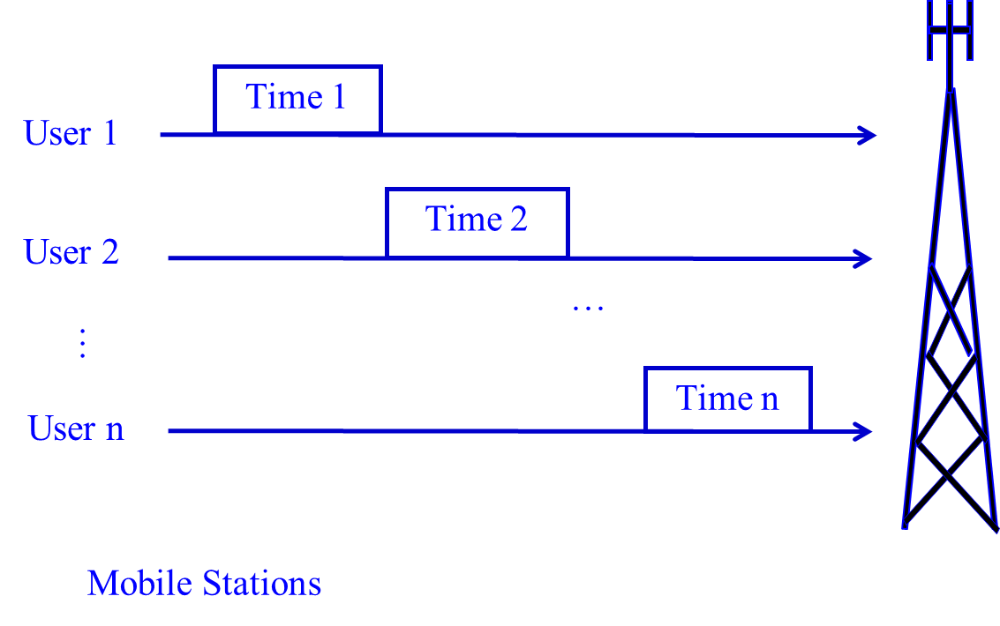 Time 1
User 1
Time 2
User 2
...
⋮
Time n
User n
Mobile Stations